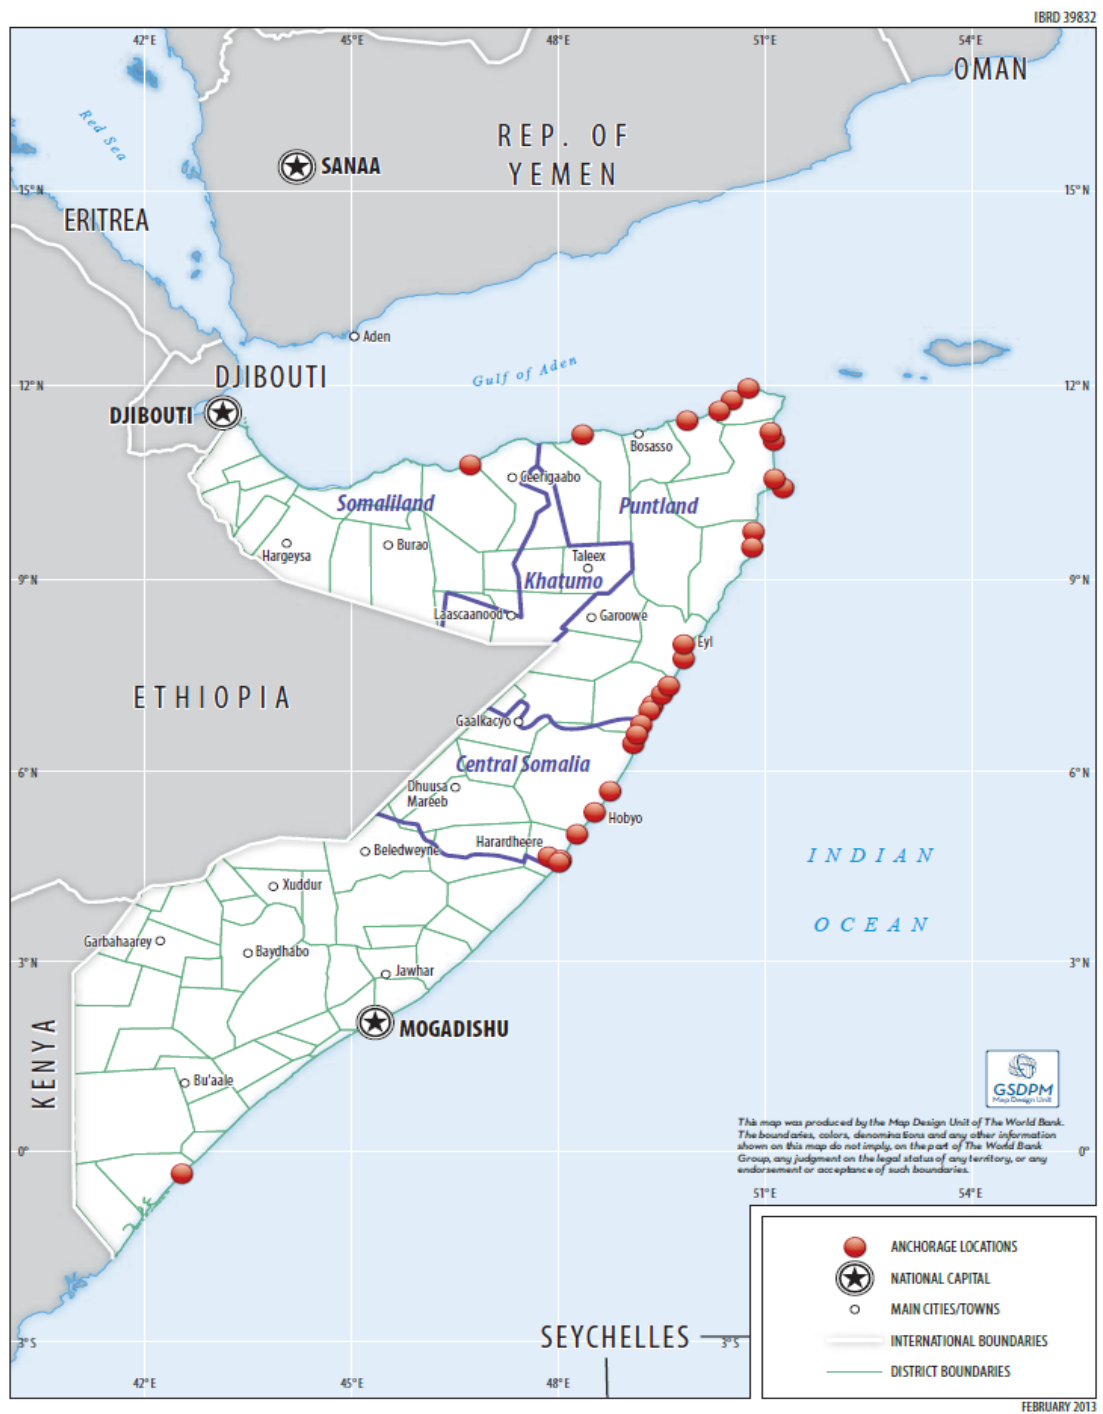 IBRD 39832
42°E
45°E
48°E
51°E
54°E
OMAN
Red Sea
REP. OF
YEMEN
SANAA
15°N
15°N
ERITREA
Aden
Gulf of Aden
DJIBOUTI
12°N
12°N
DJIBOUTI
Bosasso
Ceerigaabo
Somaliland
Puntland
Hargeysa
Burao
Taleex
9°N
Khatumo
9°N
Laascaanood
Garoowe
Eyl
ETHIOPIA
Gaalkacyo
Central Somalia
6°N
6°N
Dhuusa
Mareeb
Hobyo
Harardheere
Beledweyne
INDIAN
OCEAN
Xuddur
Garbahaarey
Baydhabo
3°N
3°N
Jawhar
MOGADISHU
KENYA
Bu'aale
GSDPM
Map Design Unit
This map was produced by the Map Design Unit of The World Bank.
The boundaries, colors, denominations and any other information
shown on this map do not imply, on the part of The World Bank
Group, any judgment on the legal status of any territory, or any
endorsement or acceptance of such boundaries.
0°
0°
51°E
54°E
ANCHORAGE LOCATIONS
NATIONAL CAPITAL
MAIN CITIES/TOWNS
INTERNATIONAL BOUNDARIES
DISTRICT BOUNDARIES
SEYCHELLES
3°S
3°S
42°E
45°E
48°E
FEBRUARY 2013